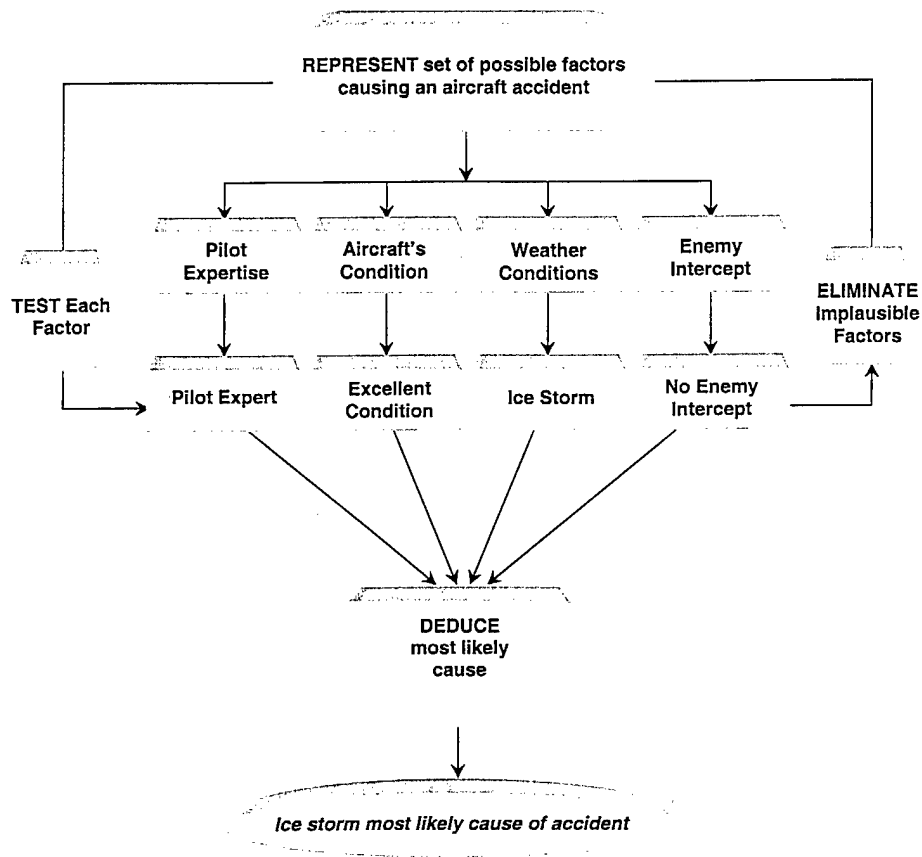 REPRESENT set of possible factors
causing an aircraft accident
Pilot
Expertise
Aircraft's
Condition
Weather
Conditions
Enemy
Intercept
TEST Each
Factor
ELIMINATE
Implausible
Factors
Pilot Expert
Excellent
Condition
Ice Storm
No Enemy
Intercept
DEDUCE
most likely
cause
Ice storm most likely cause of accident